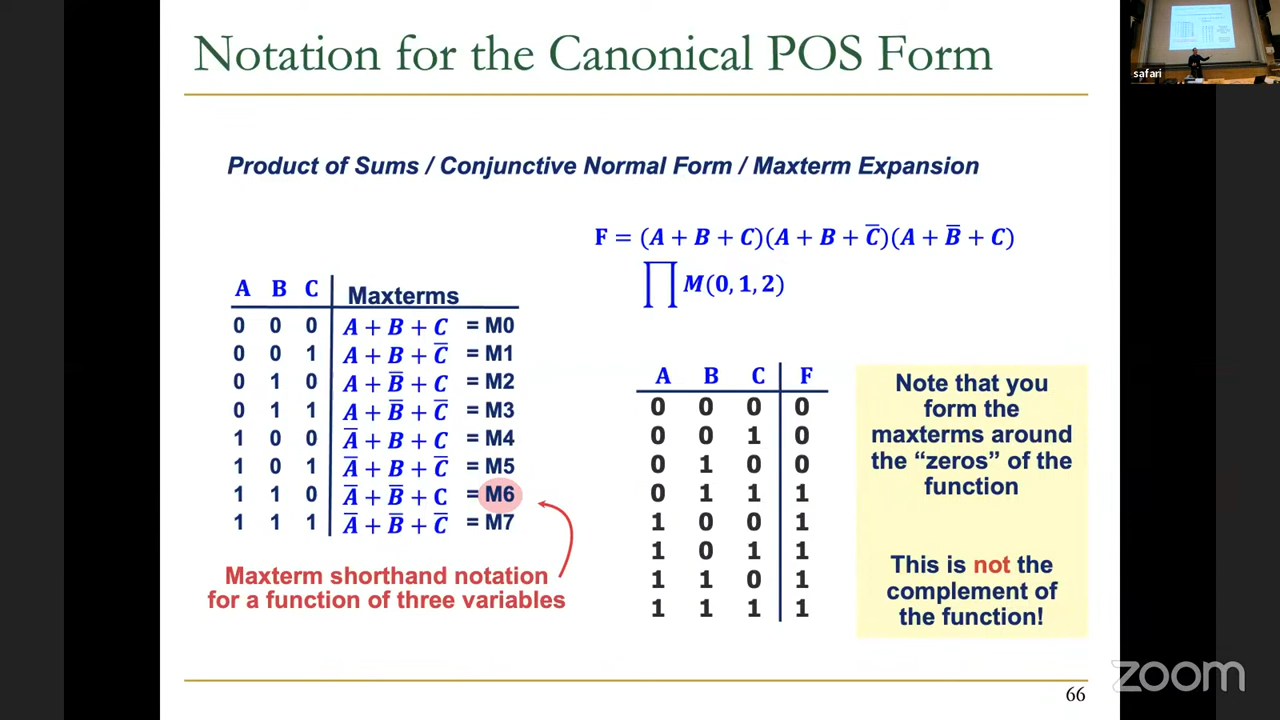 Notation for the Canonical POS Form
safari
Product of Sums / Conjunctive Normal Form / Maxterm Expansion
F = (A + B + C)(A + B + C̅)(A + B̅ + C)
∏ M(0, 1, 2)
A B C Maxterms
0 0 0 A + B + C = M0
0 0 1 A + B + C̅ = M1
0 1 0 A + B̅ + C = M2
0 1 1 A + B̅ + C̅ = M3
1 0 0 A̅ + B + C = M4
1 0 1 A̅ + B + C̅ = M5
1 1 0 A̅ + B̅ + C = M6
1 1 1 A̅ + B̅ + C̅ = M7
Maxterm shorthand notation
for a function of three variables
A B C F
0 0 0 0
0 0 1 0
0 1 0 0
0 1 1 1
1 0 0 1
1 0 1 1
1 1 0 1
1 1 1 1
Note that you
form the
maxterms around
the “zeros” of the
function
This is not the
complement of
the function!
66
zoom